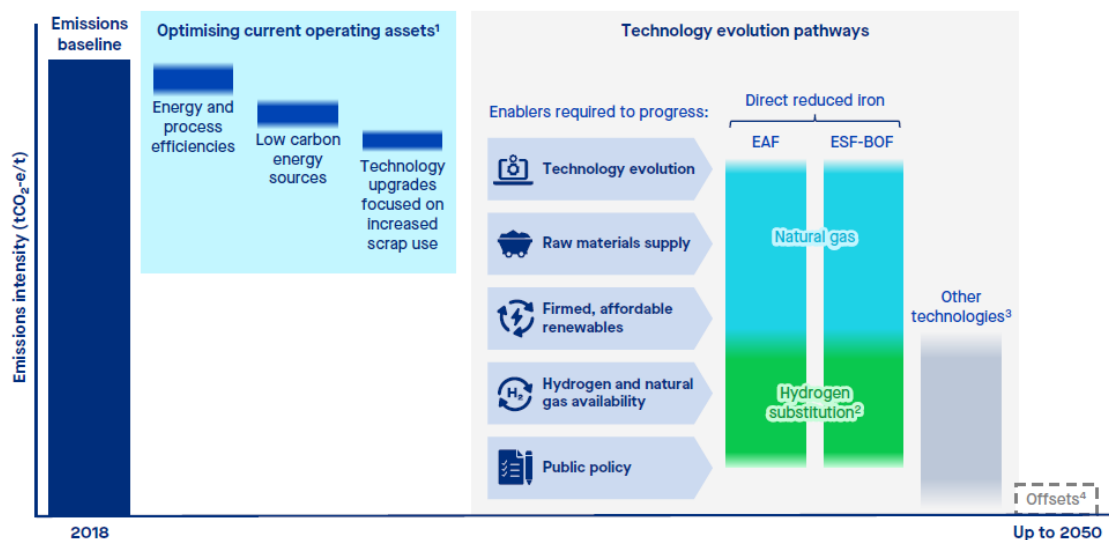 Emissions
baseline
Optimising current operating assets¹
Technology evolution pathways
Energy and
process
efficiencies
Low carbon
energy
sources
Technology
upgrades
focused on
increased
scrap use
Enablers required to progress:
Direct reduced iron
EAF
ESF-BOF
Technology evolution
Raw materials supply
Natural gas
Firmed, affordable
renewables
Other
technologies³
Hydrogen and natural
gas availability
H₂
Hydrogen
substitution²
Public policy
Offsets⁴
Emissions intensity (tCO₂-e/t)
2018
Up to 2050